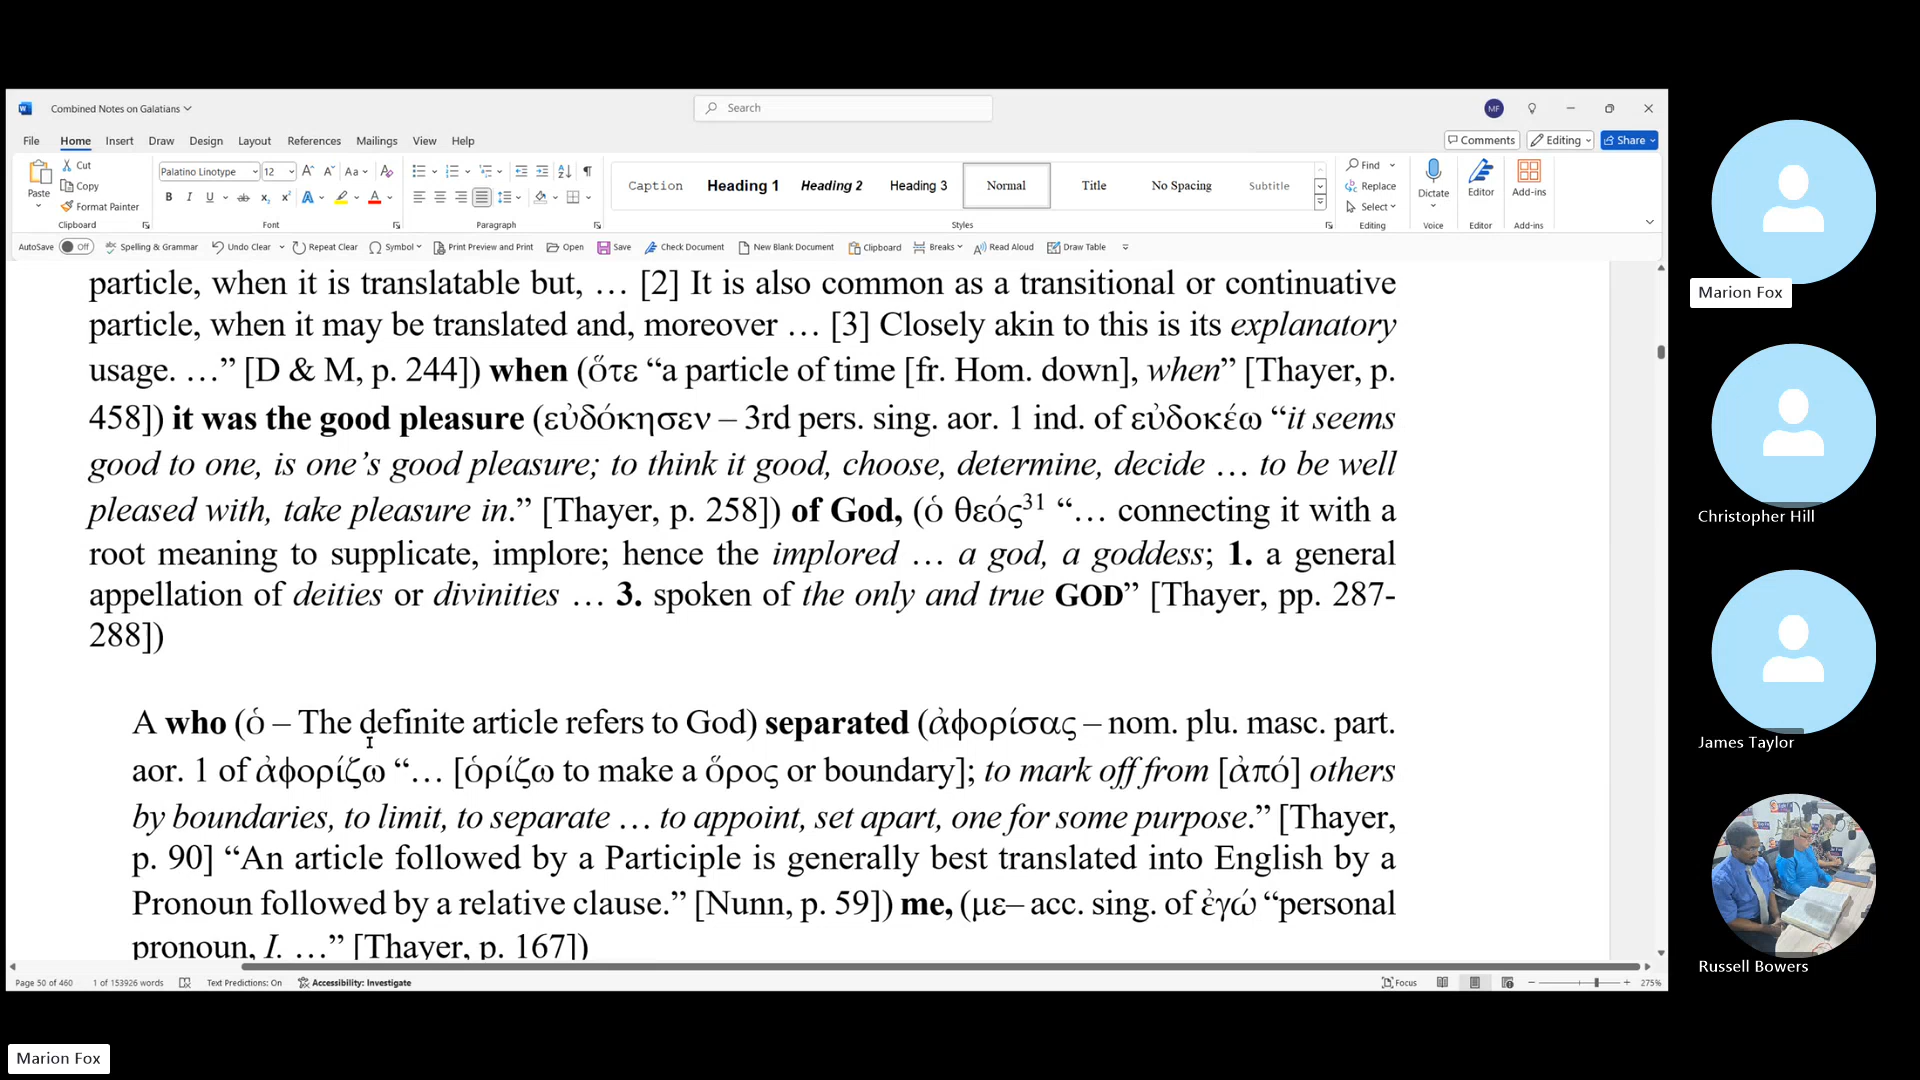 Combined Notes on Galatians
Search
MF
File Home Insert Draw Design Layout References Mailings View Help
Comments Editing Share
Paste Cut Copy Format Painter
Palatino Linotype 12
Caption Heading 1 Heading 2 Heading 3 Normal Title No Spacing Subtitle
Find Replace Select
Dictate Editor Add-ins
Clipboard Font Paragraph Styles Editing Voice Editor Add-ins
AutoSave Off Spelling & Grammar Undo Clear Repeat Clear Symbol Print Preview and Print Open Save Check Document New Blank Document Clipboard Breaks Read Aloud Draw Table
particle, when it is translatable but, … [2] It is also common as a transitional or continuative
particle, when it may be translated and, moreover … [3] Closely akin to this is its explanatory
usage. …” [D & M, p. 244]) when (ὅτε “a particle of time [fr. Hom. down], when” [Thayer, p.
458]) it was the good pleasure (εὐδόκησεν – 3rd pers. sing. aor. 1 ind. of εὐδοκέω “it seems
good to one, is one’s good pleasure; to think it good, choose, determine, decide … to be well
pleased with, take pleasure in.” [Thayer, p. 258]) of God, (ὁ θεός31 “… connecting it with a
root meaning to supplicate, implore; hence the implored … a god, a goddess; 1. a general
appellation of deities or divinities … 3. spoken of the only and true GOD” [Thayer, pp. 287-
288])
A who (ὁ – The definite article refers to God) separated (ἀφορίσας – nom. plu. masc. part.
aor. 1 of ἀφορίζω “… [ὁρίζω to make a ὅρος or boundary]; to mark off from [ἀπό] others
by boundaries, to limit, to separate … to appoint, set apart, one for some purpose.” [Thayer,
p. 90] “An article followed by a Participle is generally best translated into English by a
Pronoun followed by a relative clause.” [Nunn, p. 59]) me, (με– acc. sing. of ἐγώ “personal
pronoun, I. …” [Thayer, p. 167])
Page 50 of 460 1 of 153926 words Text Predictions: On Accessibility: Investigate Focus 275%
Marion Fox
Christopher Hill
James Taylor
Russell Bowers
Marion Fox